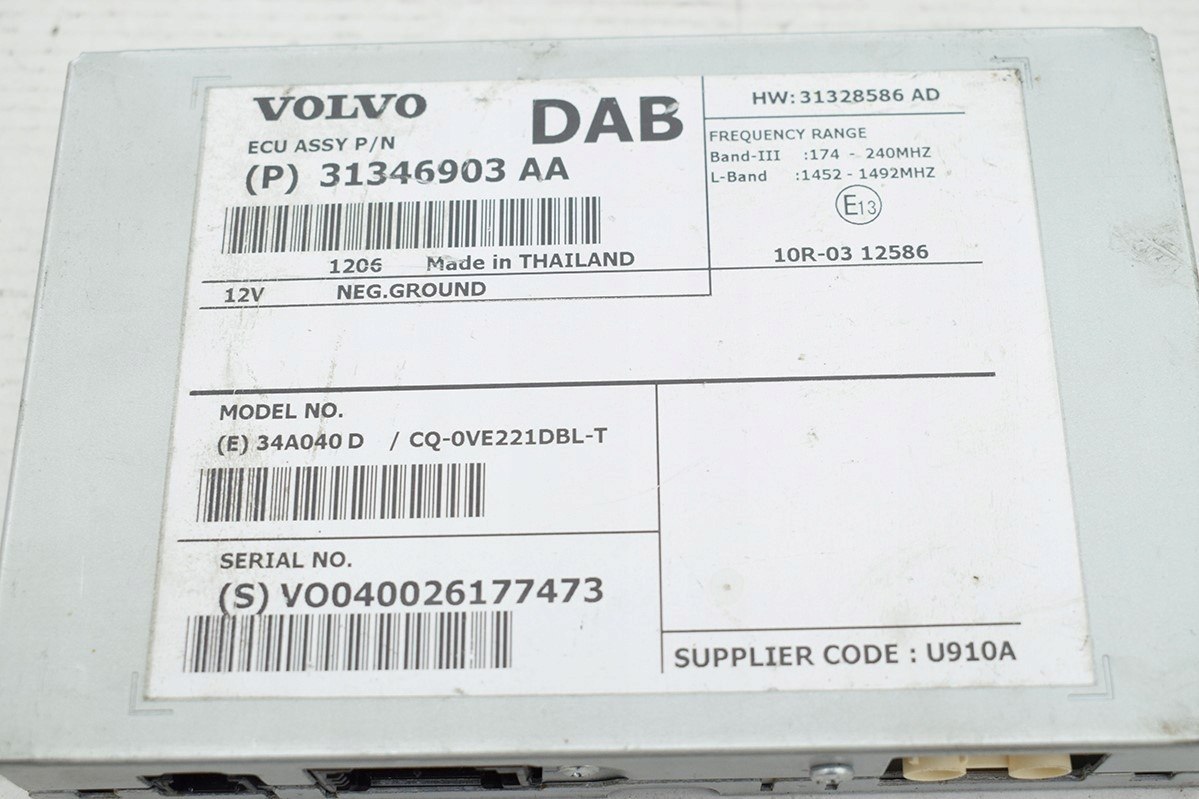 VOLVO DAB
ECU ASSY P/N
(P) 31346903 AA
1206 Made in THAILAND
12V NEG.GROUND
HW: 31328586 AD
FREQUENCY RANGE
Band-III :174 - 240MHZ
L-Band :1452 - 1492MHZ
E13
10R-03 12586
MODEL NO.
(E) 34A040 D / CQ-0VE221DBL-T
SERIAL NO.
(S) VO040026177473
SUPPLIER CODE : U910A